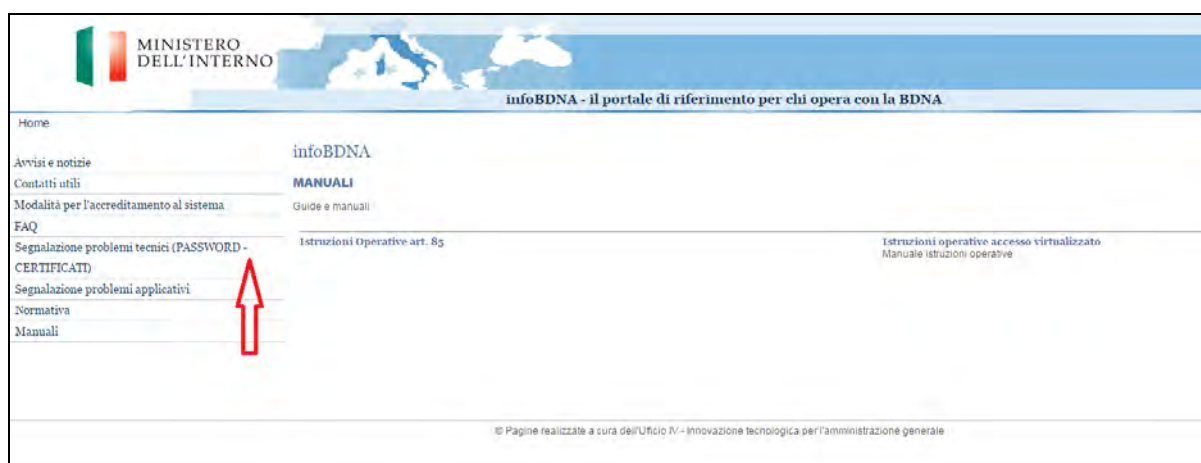 MINISTERO
DELL'INTERNO
infoBDNA - il portale di riferimento per chi opera con la BDNA
Home
Avvisi e notizie
Contatti utili
Modalità per l'accreditamento al sistema
FAQ
Segnalazione problemi tecnici (PASSWORD -
CERTIFICATI)
Segnalazione problemi applicativi
Normativa
Manuali
infoBDNA
MANUALI
Guide e manuali
Istruzioni Operative art. 85
Istruzioni operative accesso virtualizzato
Manuale istruzioni operative
© Pagine realizzate a cura dell'Ufficio IV - Innovazione tecnologica per l'amministrazione generale